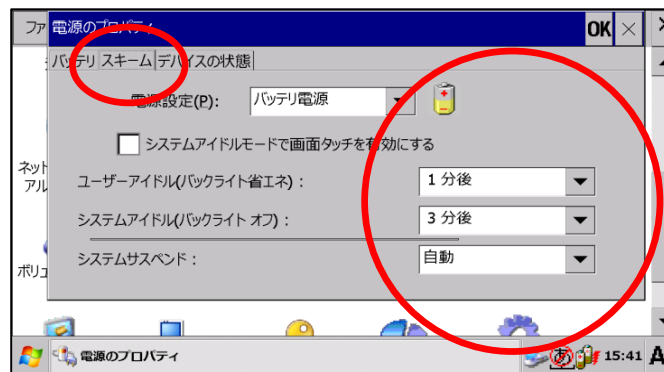 ファ
電源のプロパティ OK ×
バッテリ スキーム デバイスの状態
電源設定(P): バッテリ電源
システムアイドルモードで画面タッチを有効にする
ネット
アル
ユーザーアイドル(バックライト省エネ) : 1 分後
システムアイドル(バックライト オフ) : 3 分後
システムサスペンド : 自動
ボリュ
電源のプロパティ あ 15:41 A